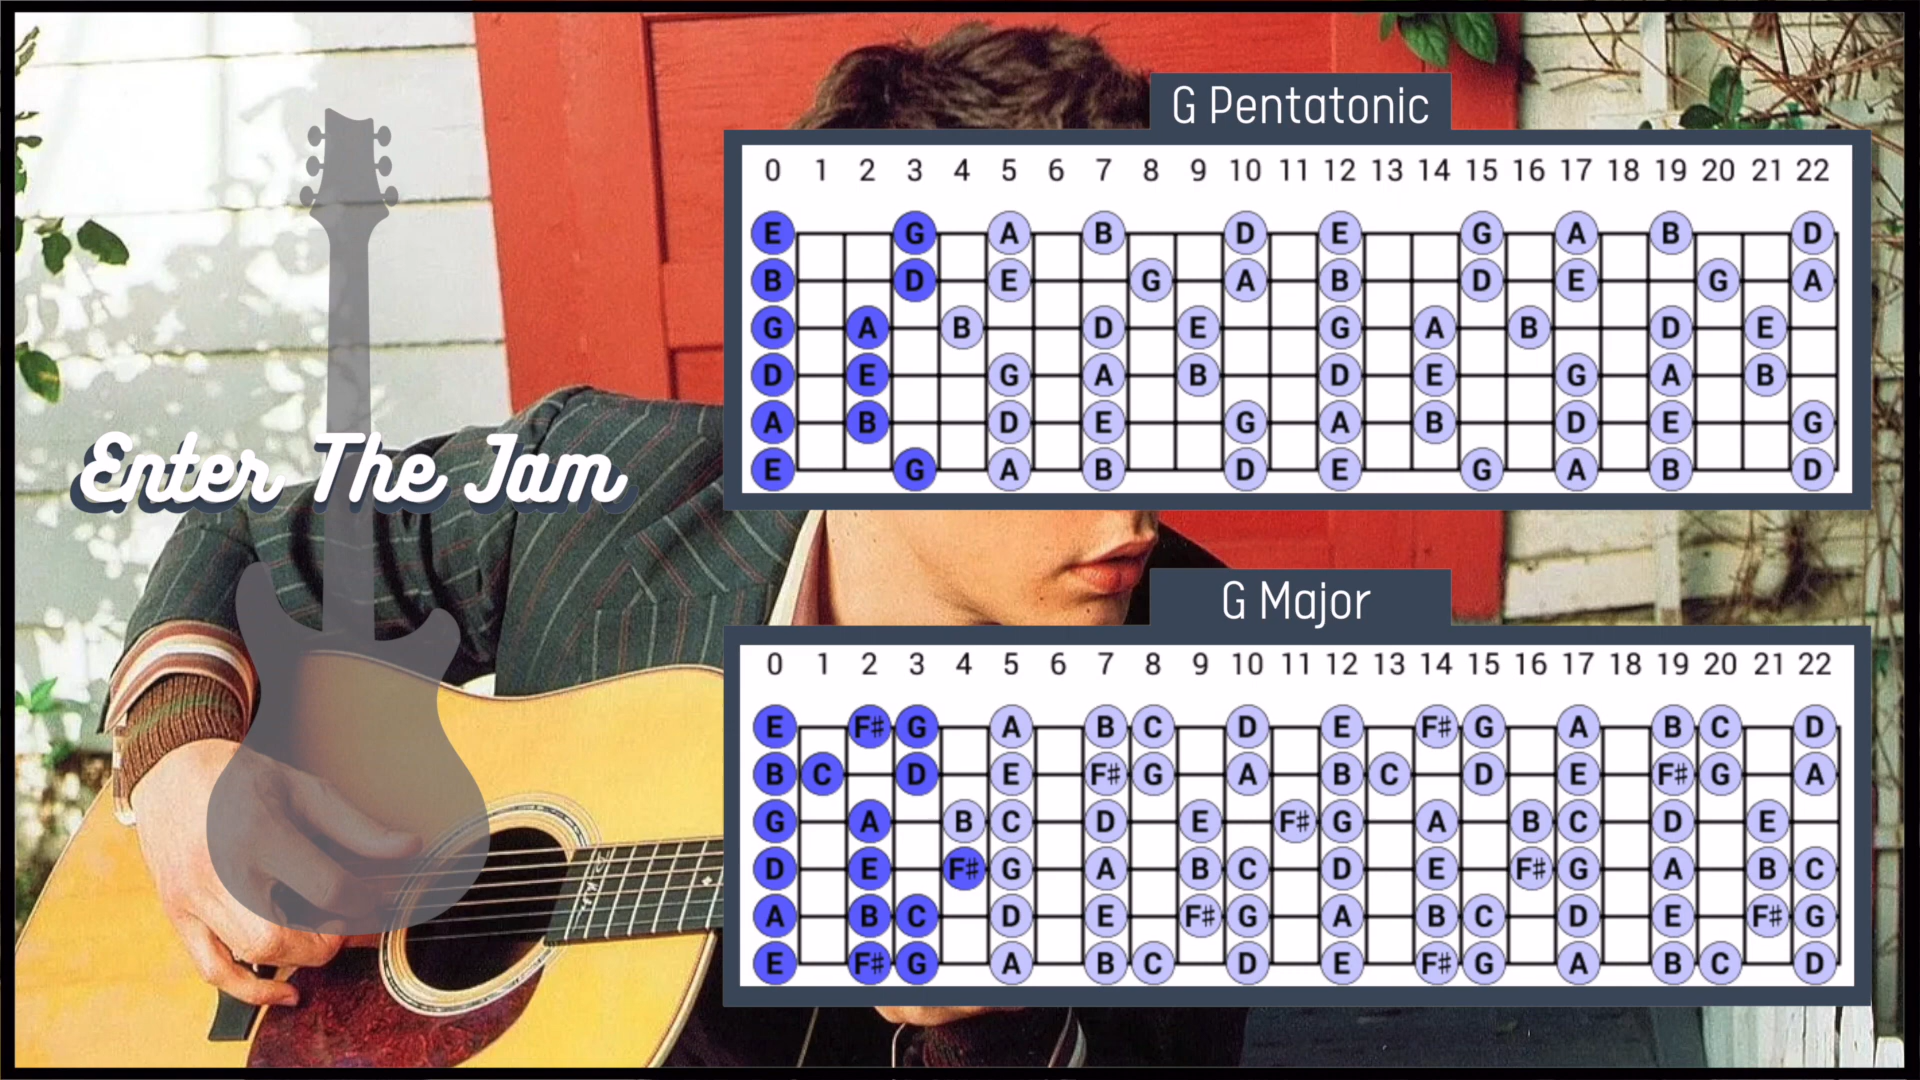 Enter The Jam
G Pentatonic
0 1 2 3 4 5 6 7 8 9 10 11 12 13 14 15 16 17 18 19 20 21 22
E G A B D E G A B D
B D E G A B D E G A
G A B D E G A B D E
D E G A B D E G A B
A B D E G A B D E G
E G A B D E G A B D
G Major
0 1 2 3 4 5 6 7 8 9 10 11 12 13 14 15 16 17 18 19 20 21 22
E F♯ G A B C D E F♯ G A B C D
B C D E F♯ G A B C D E F♯ G A
G A B C D E F♯ G A B C D E
D E F♯ G A B C D E F♯ G A B C
A B C D E F♯ G A B C D E F♯ G
E F♯ G A B C D E F♯ G A B C D